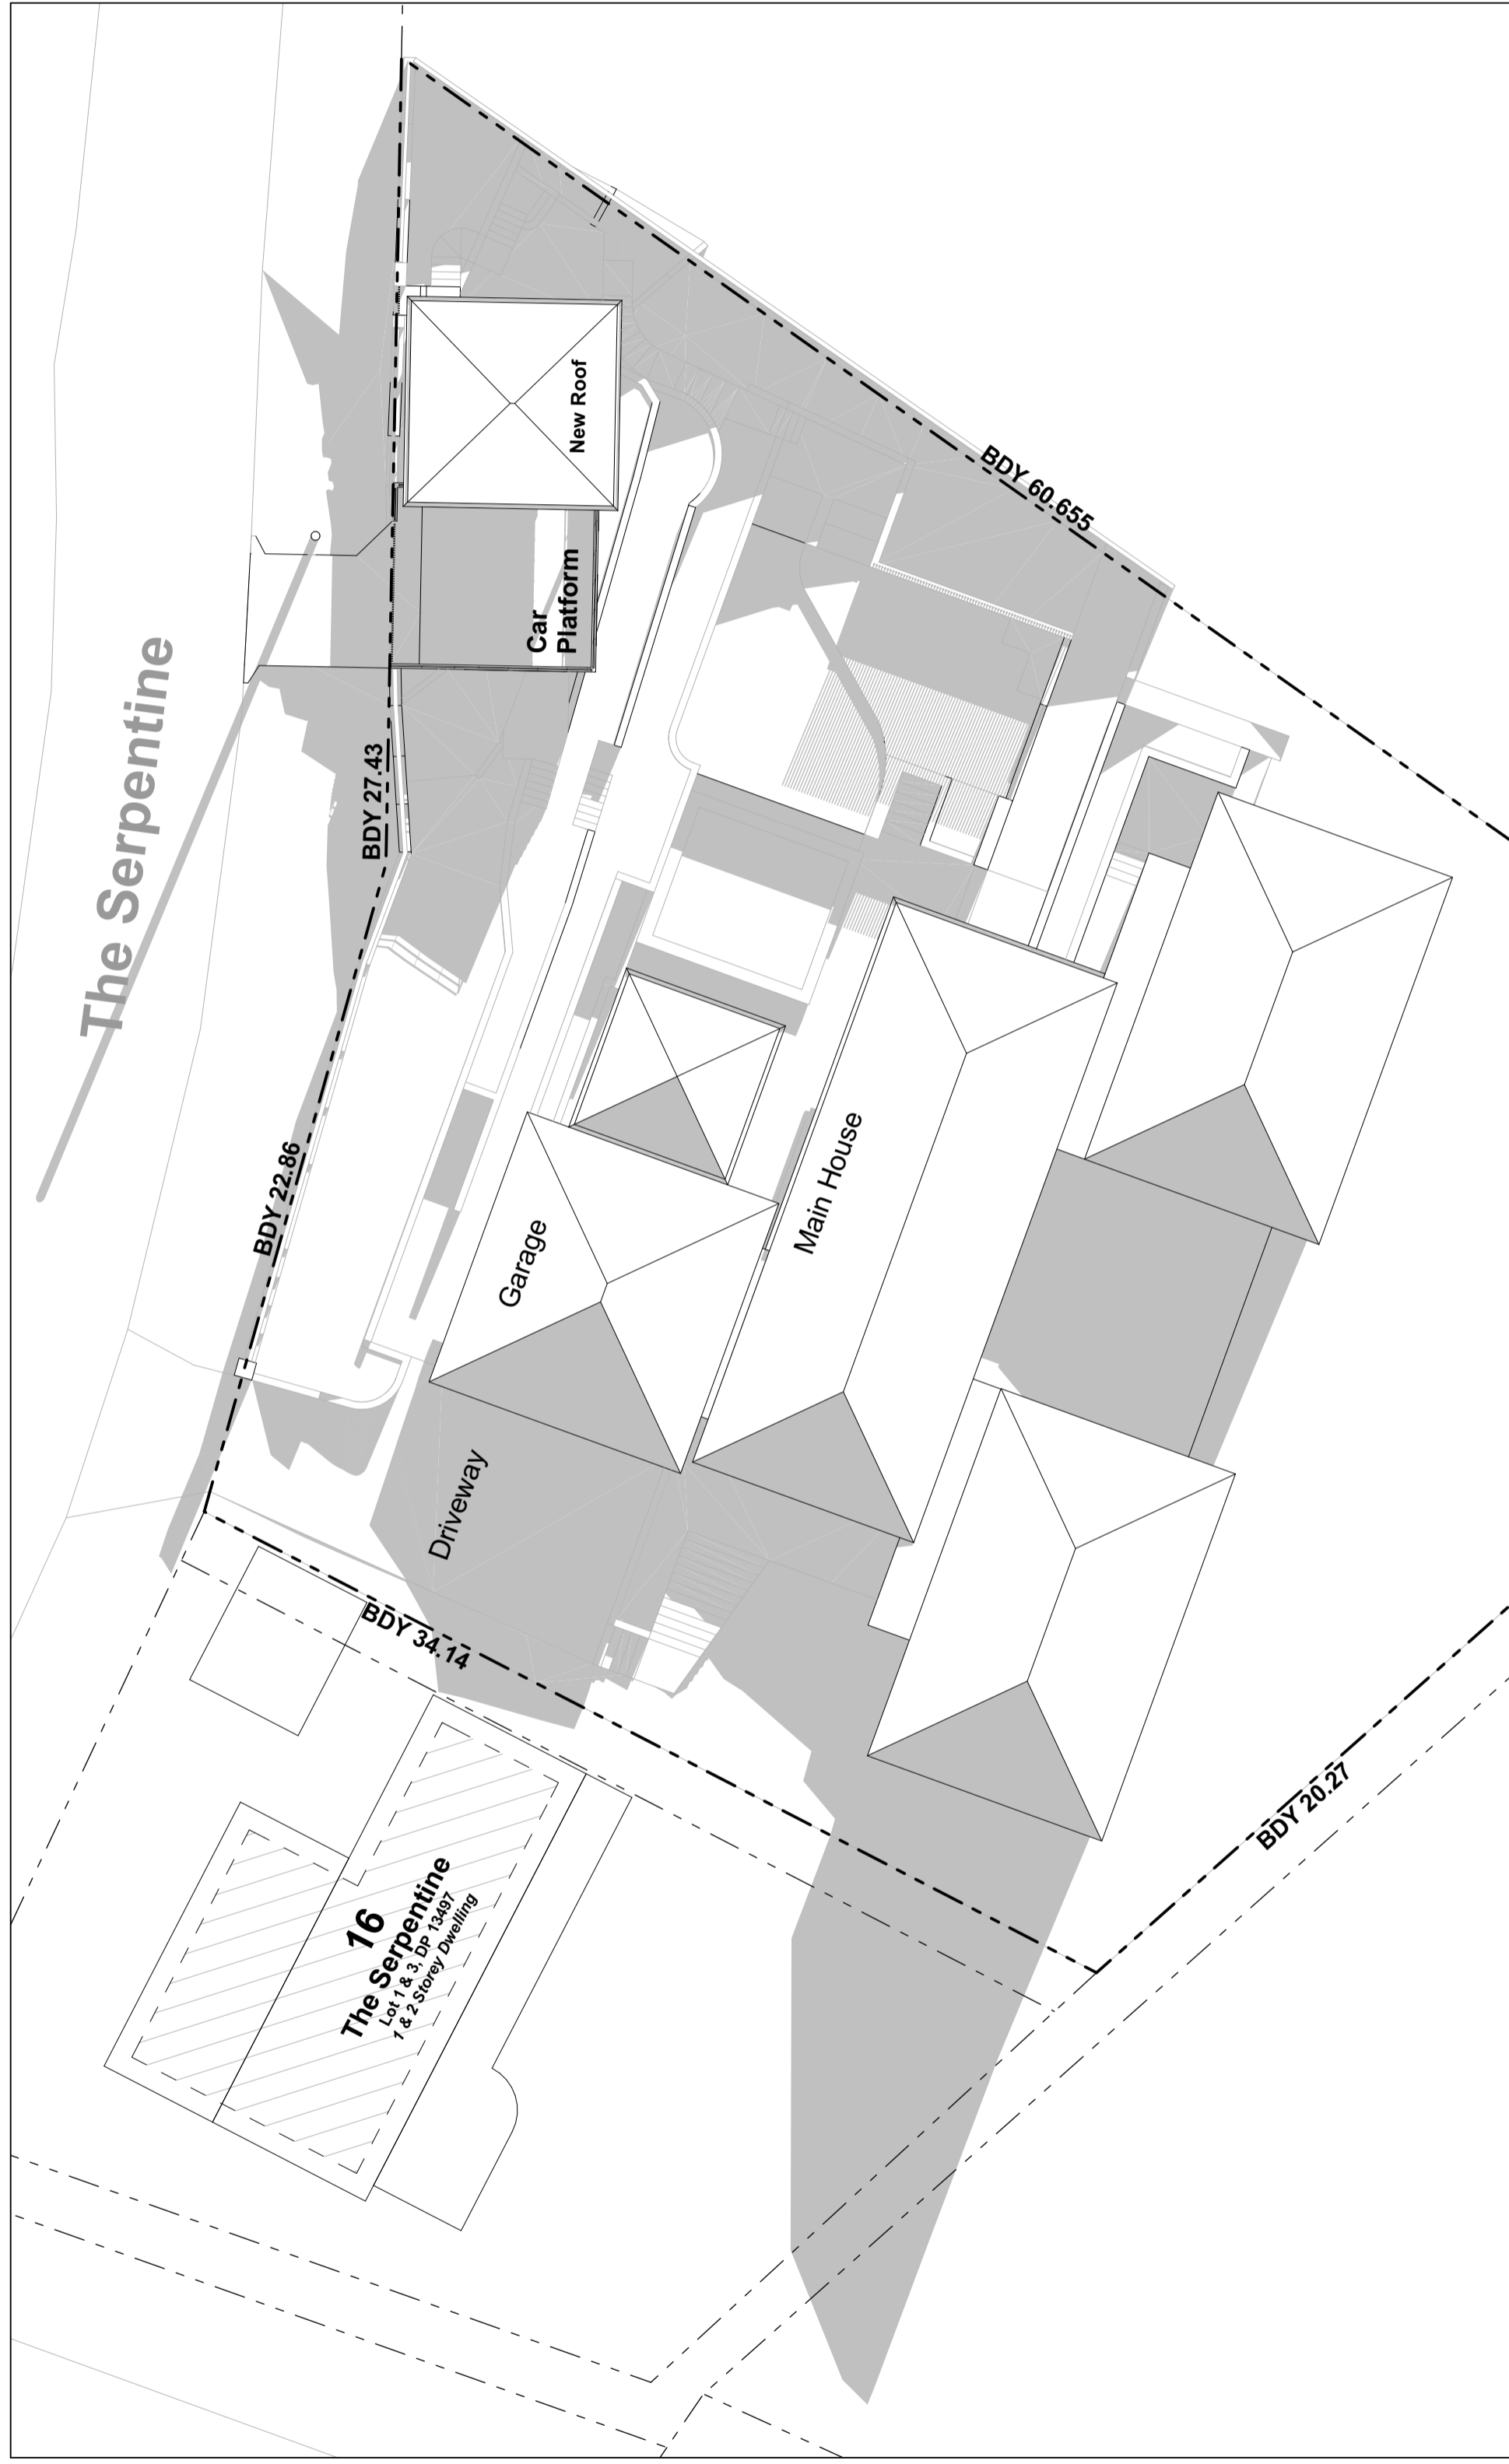 The Serpentine
New Roof
Car
Platform
BDY 60.655
BDY 27.43
BDY 22.86
Garage
Main House
Driveway
BDY 34.14
BDY 20.27
16
The Serpentine
Lot 1 & 3, DP 13497
1 & 2 Storey Dwelling